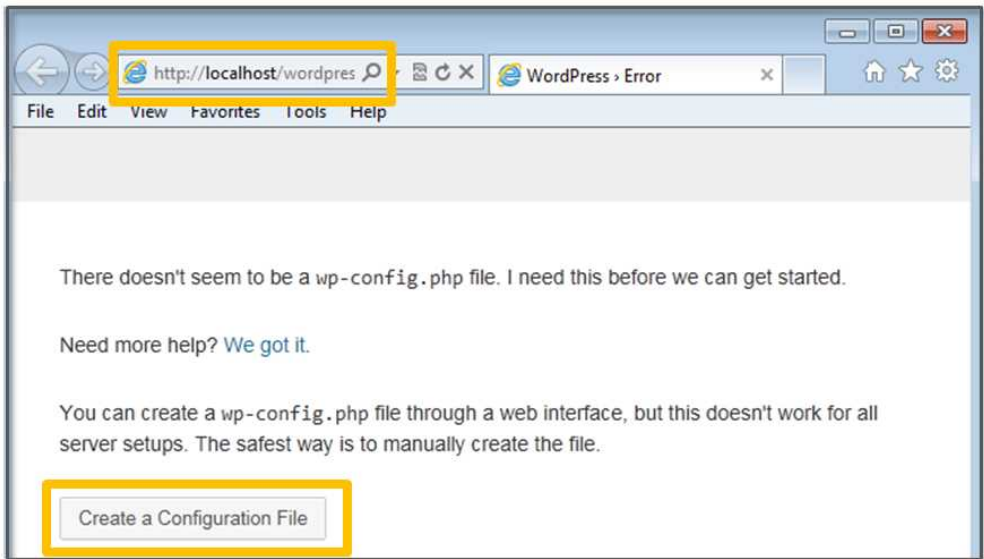 http://localhost/wordpres
WordPress › Error
File Edit View Favorites Tools Help
There doesn't seem to be a wp-config.php file. I need this before we can get started.
Need more help? We got it.
You can create a wp-config.php file through a web interface, but this doesn't work for all
server setups. The safest way is to manually create the file.
Create a Configuration File